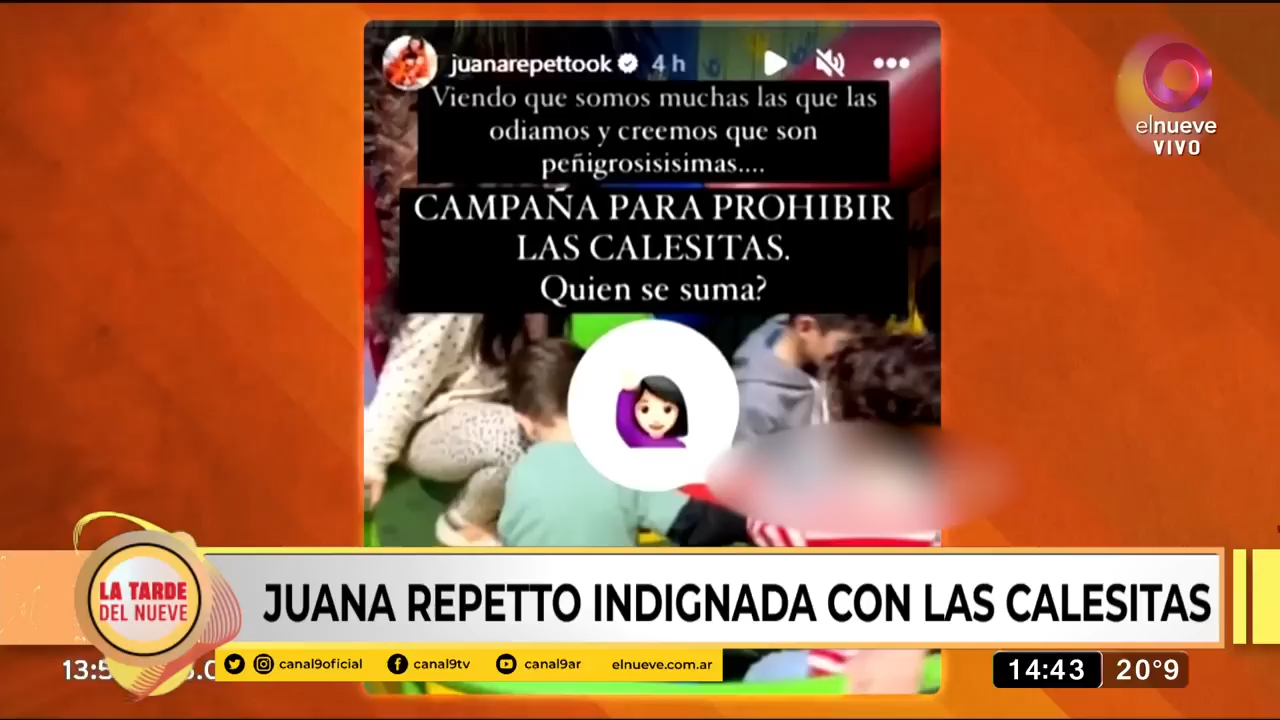 juanarepettook 4 h
Viendo que somos muchas las que las
odiamos y creemos que son
peñigrosisisimas....
CAMPAÑA PARA PROHIBIR
LAS CALESITAS.
Quien se suma?
elnueve
VIVO
LA TARDE
DEL NUEVE
JUANA REPETTO INDIGNADA CON LAS CALESITAS
canal9oficial canal9tv canal9ar elnueve.com.ar
14:43 20°9